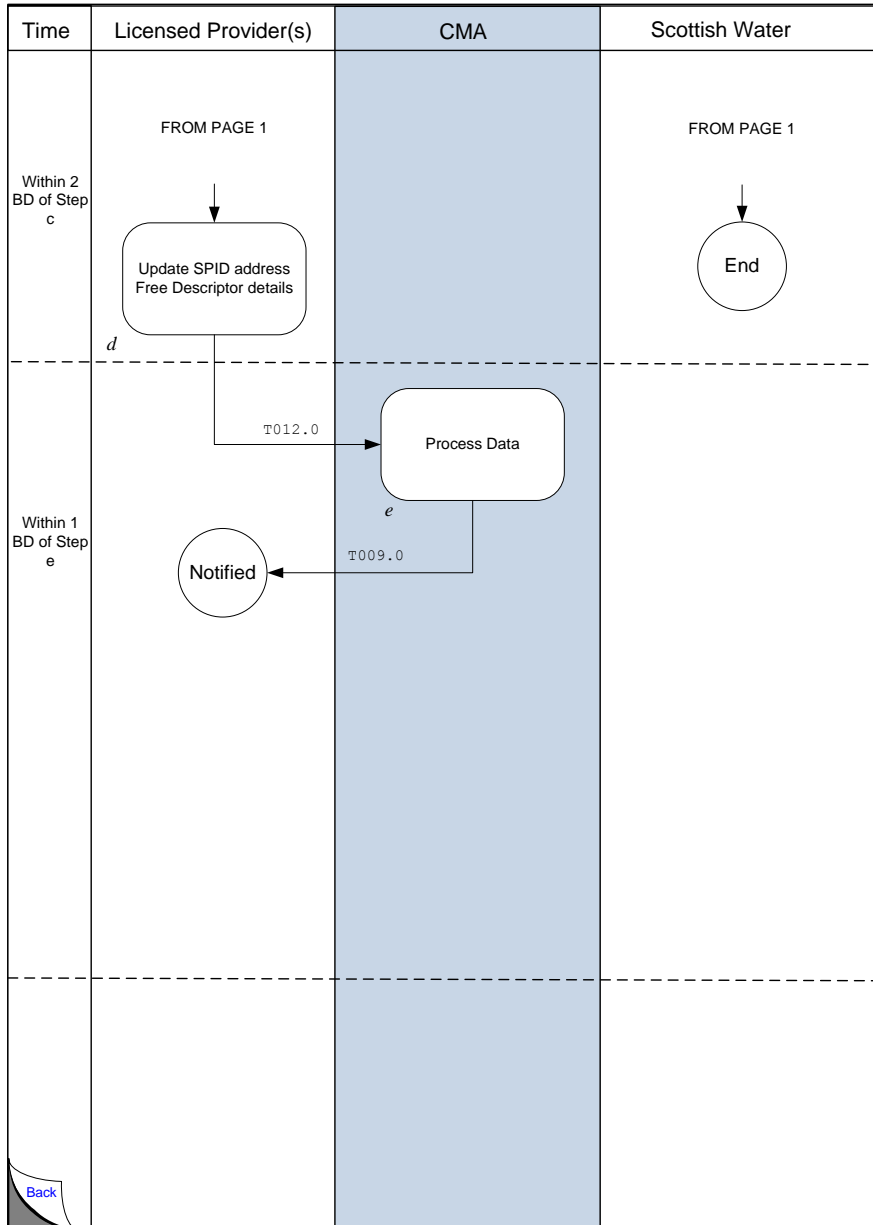 Time
Licensed Provider(s)
CMA
Scottish Water
FROM PAGE 1
FROM PAGE 1
Within 2
BD of Step
c
Update SPID address
Free Descriptor details
End
d
T012.0
Process Data
e
Within 1
BD of Step
e
T009.0
Notified
Back